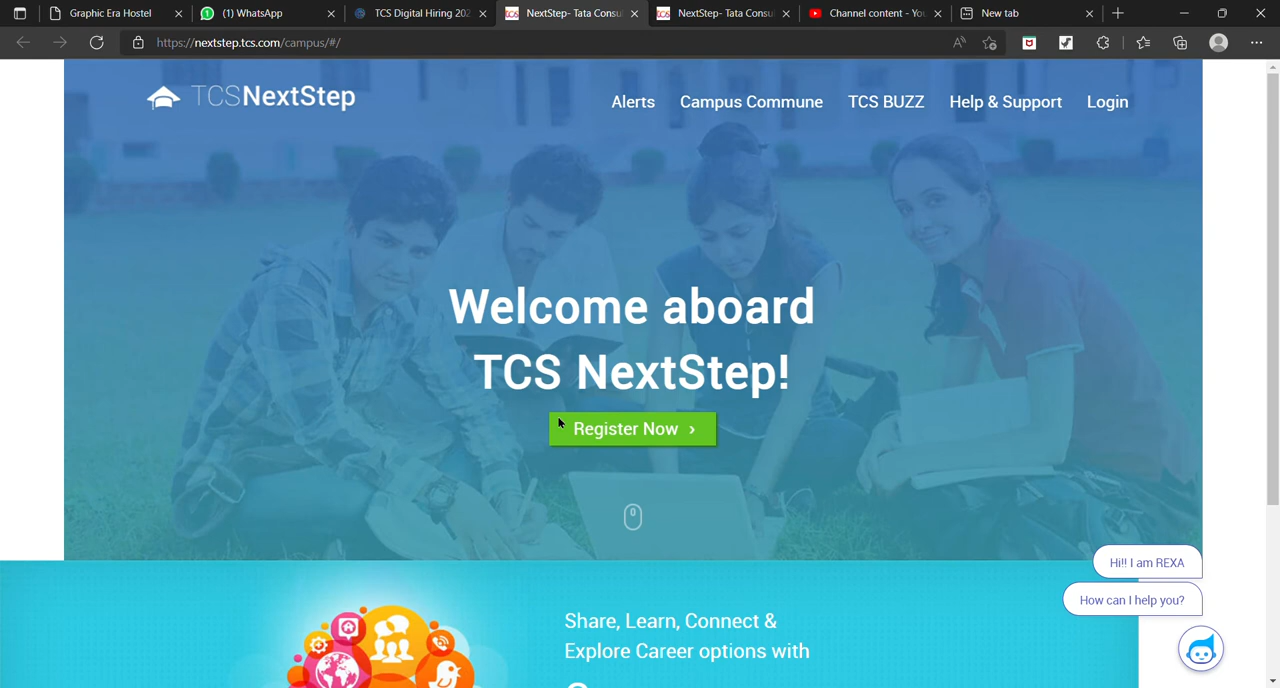 Graphic Era Hostel
(1) WhatsApp
TCS Digital Hiring 202
NextStep- Tata Consul
NextStep- Tata Consul
Channel content - Yo
New tab
https://nextstep.tcs.com/campus/#/
TCSNextStep
Alerts
Campus Commune
TCS BUZZ
Help & Support
Login
Welcome aboard
TCS NextStep!
Register Now ›
Hi!! I am REXA
How can I help you?
Share, Learn, Connect &
Explore Career options with